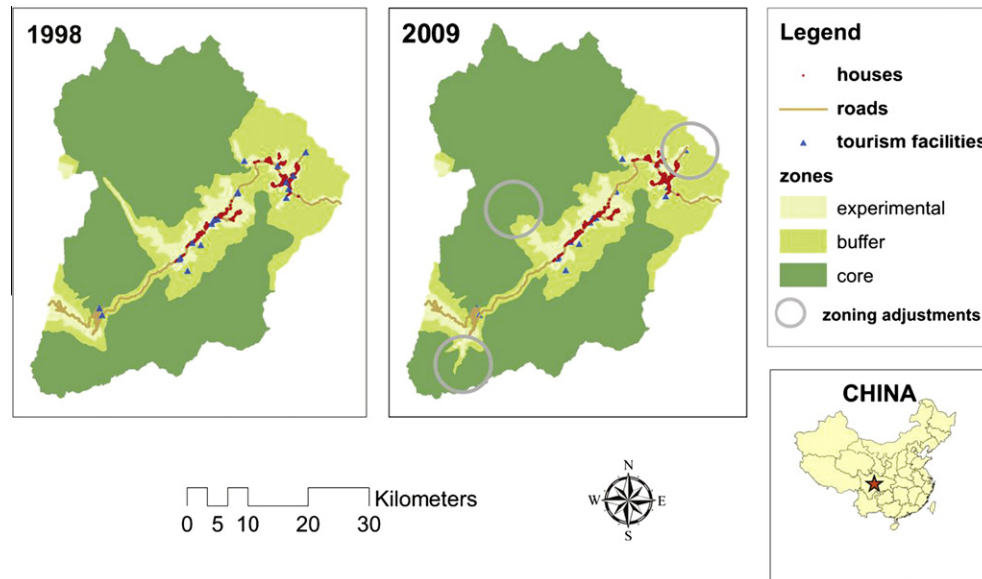 1998
2009
Legend
houses
roads
tourism facilities
zones
experimental
buffer
core
zoning adjustments
CHINA
Kilometers
0 5 10 20 30
N
W E
S